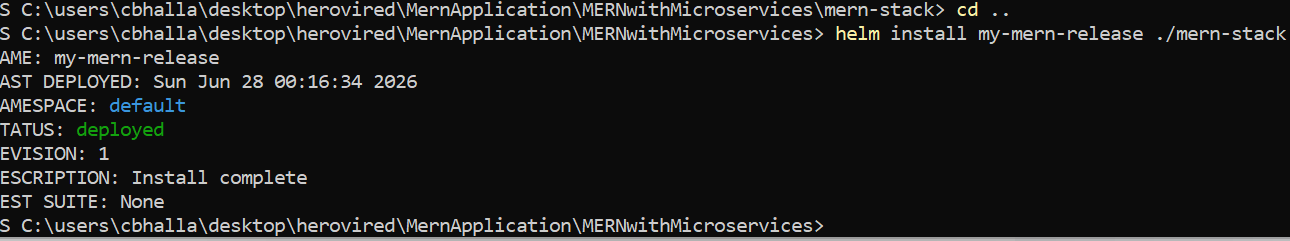 S C:\users\cbhalla\desktop\herovired\MernApplication\MERNwithMicroservices\mern-stack> cd ..
S C:\users\cbhalla\desktop\herovired\MernApplication\MERNwithMicroservices> helm install my-mern-release ./mern-stack
AME: my-mern-release
AST DEPLOYED: Sun Jun 28 00:16:34 2026
AMESPACE: default
TATUS: deployed
EVISION: 1
ESCRIPTION: Install complete
EST SUITE: None
S C:\users\cbhalla\desktop\herovired\MernApplication\MERNwithMicroservices>